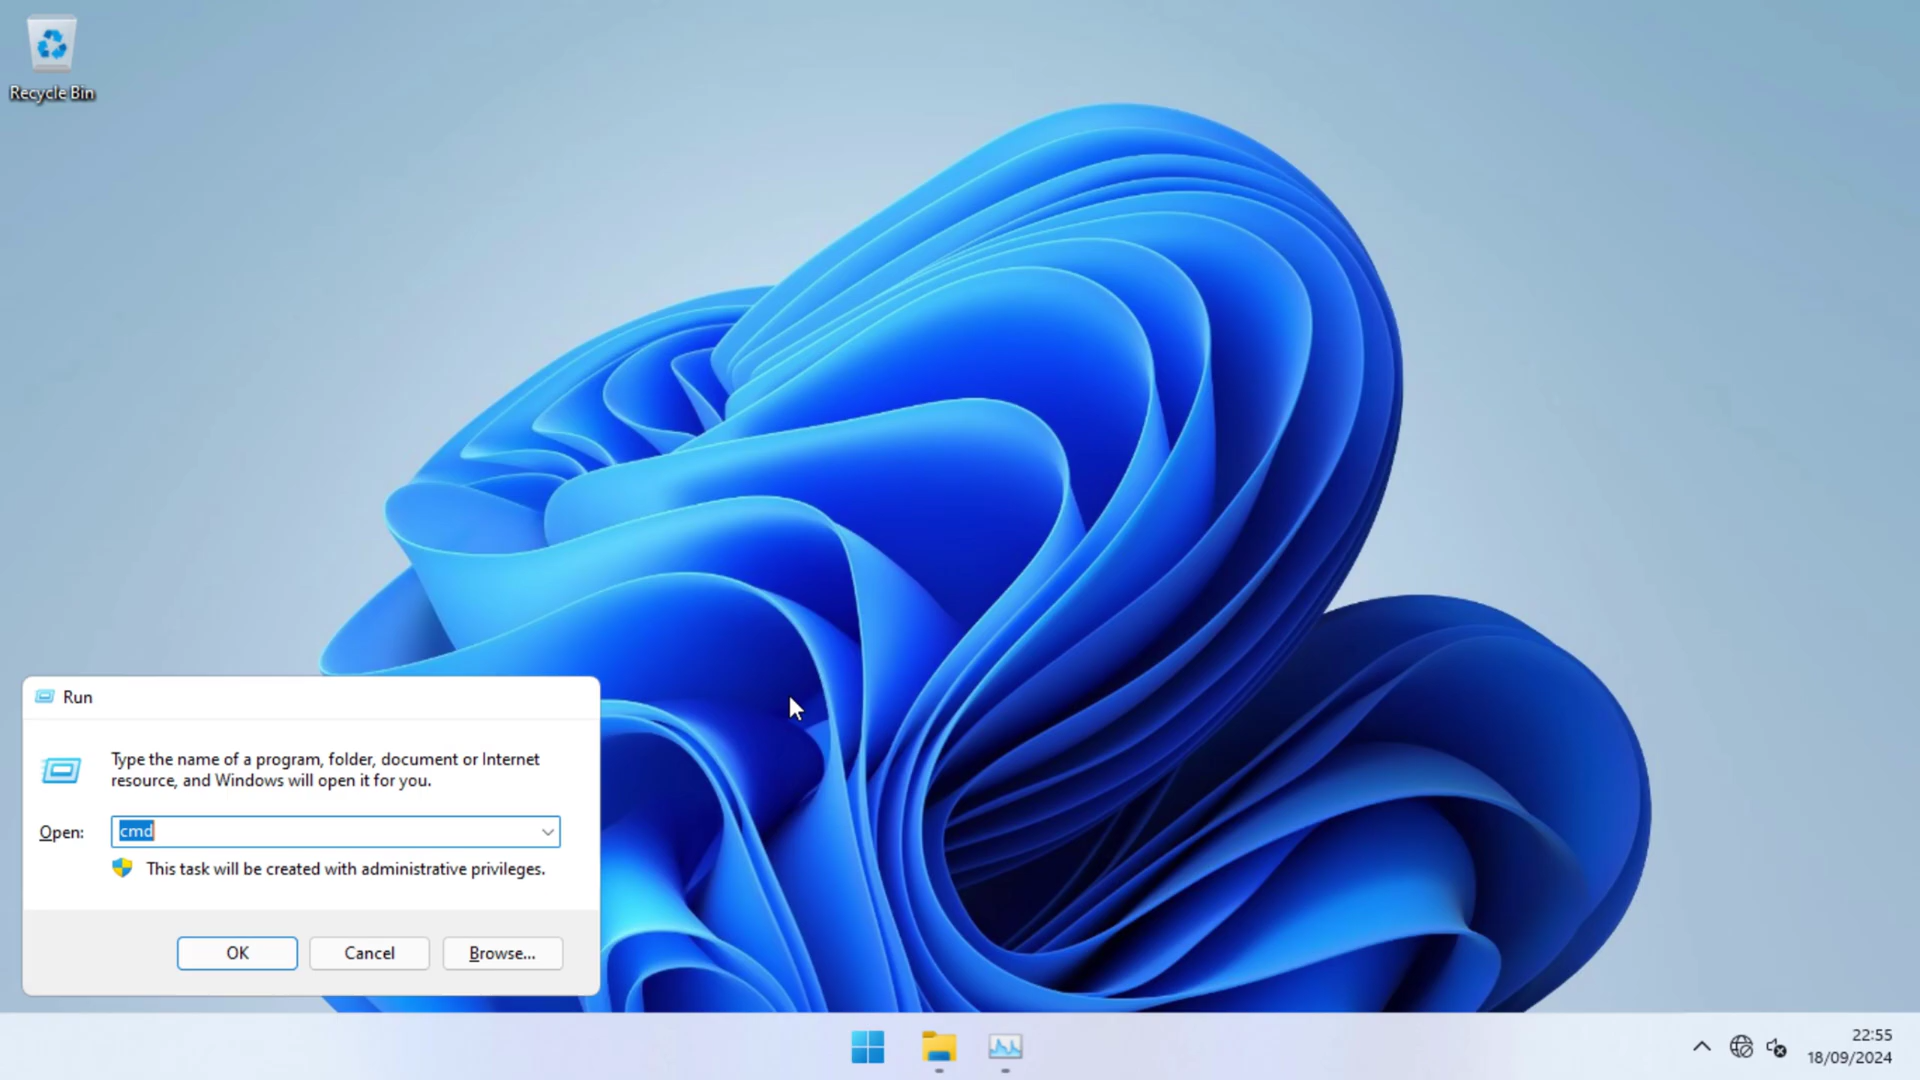 Recycle Bin
Run
Type the name of a program, folder, document or Internet
resource, and Windows will open it for you.
Open:
cmd
This task will be created with administrative privileges.
OK
Cancel
Browse...
22:55
18/09/2024